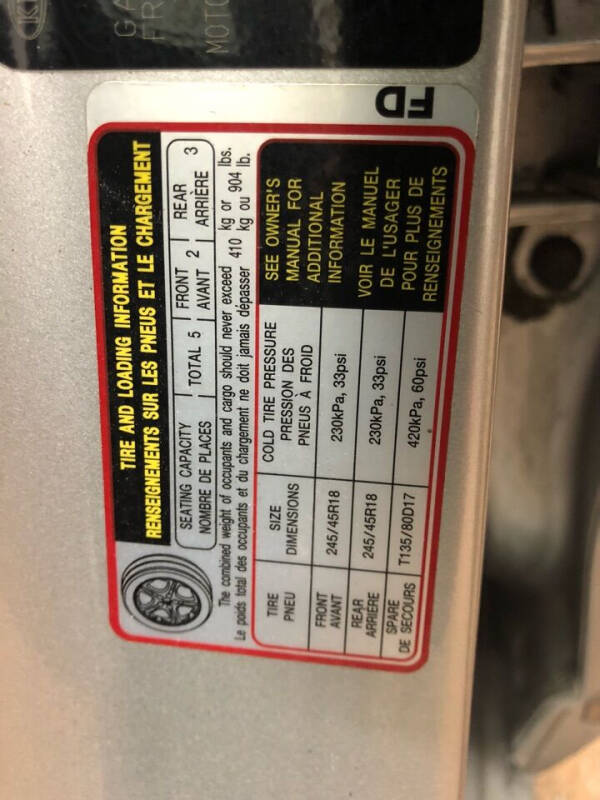 GA
FR
MOTO
FD
TIRE AND LOADING INFORMATION
RENSEIGNEMENTS SUR LES PNEUS ET LE CHARGEMENT
SEATING CAPACITY TOTAL 5 FRONT 2 REAR 3
NOMBRE DE PLACES AVANT ARRIÈRE
The combined weight of occupants and cargo should never exceed 410 kg or lbs.
Le poids total des occupants et du chargement ne doit jamais dépasser kg ou 904 lb.
TIRE SIZE COLD TIRE PRESSURE
PNEU DIMENSIONS PRESSION DES
PNEUS À FROID
FRONT 245/45R18 230kPa, 33psi
AVANT
REAR 245/45R18 230kPa, 33psi
ARRIÈRE
SPARE T135/80D17 420kPa, 60psi
DE SECOURS
SEE OWNER'S
MANUAL FOR
ADDITIONAL
INFORMATION
VOIR LE MANUEL
DE L'USAGER
POUR PLUS DE
RENSEIGNEMENTS